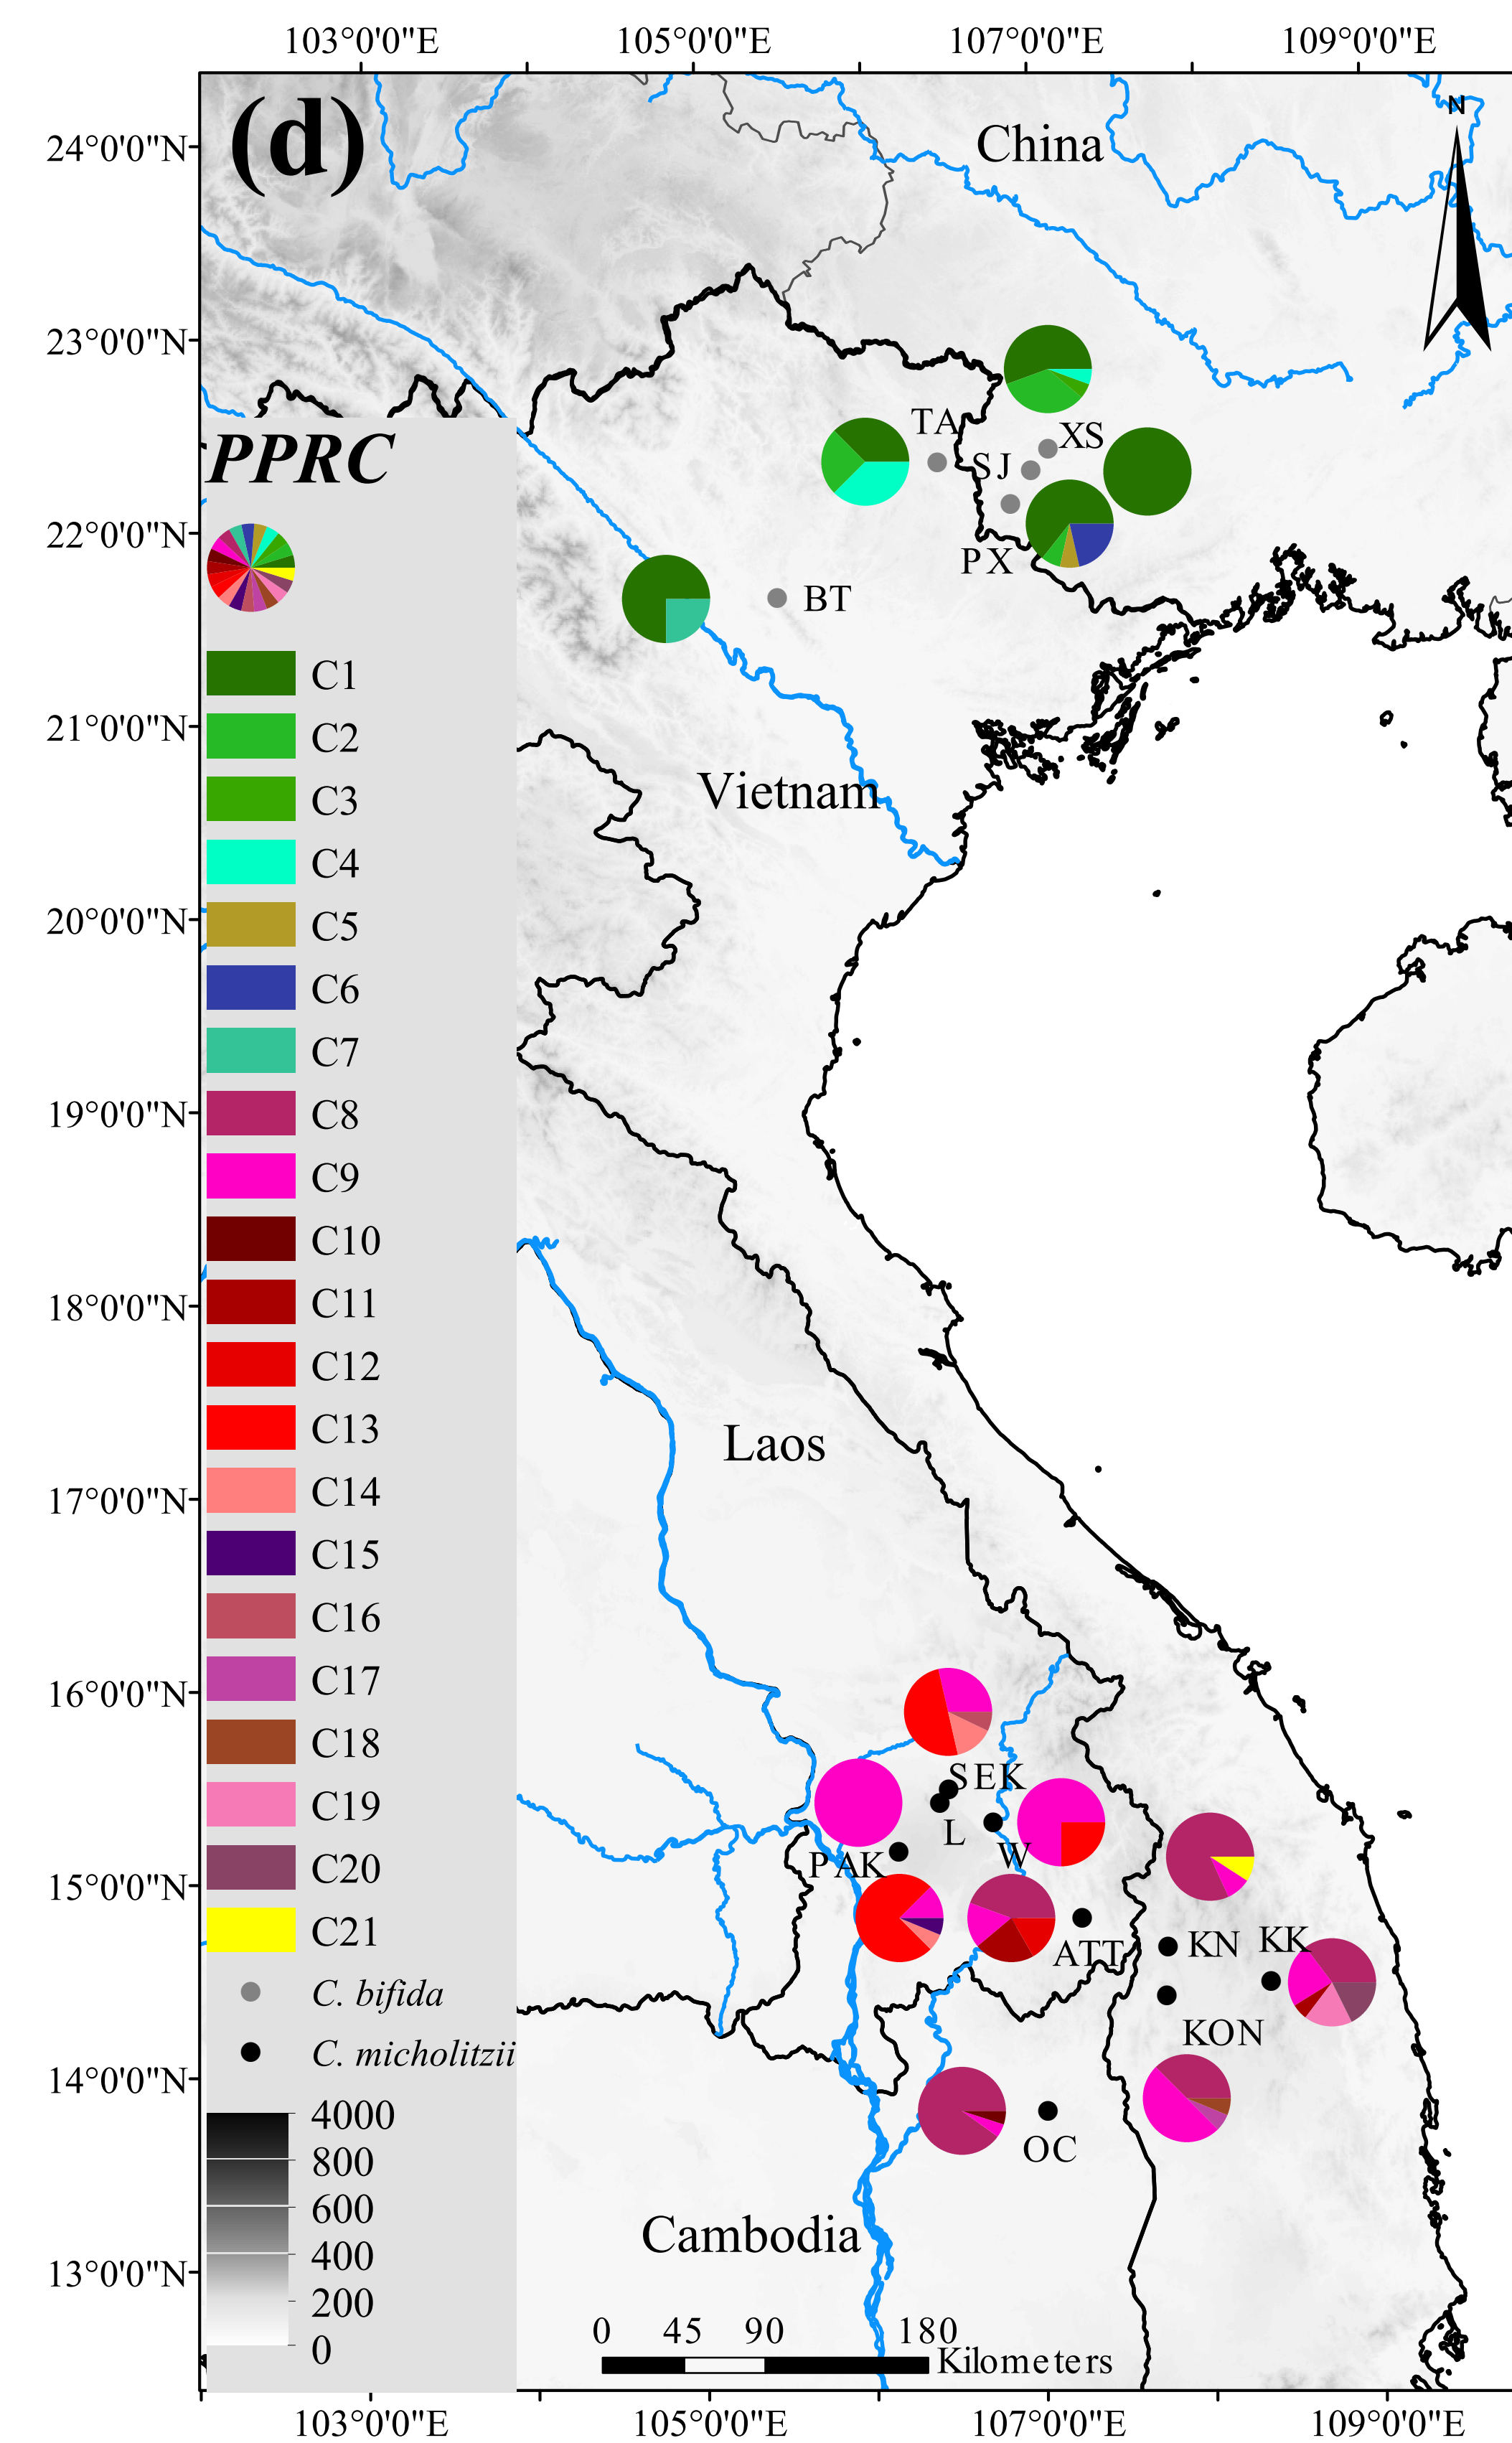 103°0'0"E 105°0'0"E 107°0'0"E 109°0'0"E
(d)
N
China
24°0'0"N
23°0'0"N
22°0'0"N
21°0'0"N
20°0'0"N
19°0'0"N
18°0'0"N
17°0'0"N
16°0'0"N
15°0'0"N
14°0'0"N
13°0'0"N
PPRC
C1
C2
C3
C4
C5
C6
C7
C8
C9
C10
C11
C12
C13
C14
C15
C16
C17
C18
C19
C20
C21
C. bifida
C. micholitzii
4000
800
600
400
200
0
TA
XS
SJ
PX
BT
Vietnam
Laos
SEK
L
W
PAK
ATT
KN
KK
KON
OC
Cambodia
0 45 90 180
Kilometers
103°0'0"E 105°0'0"E 107°0'0"E 109°0'0"E